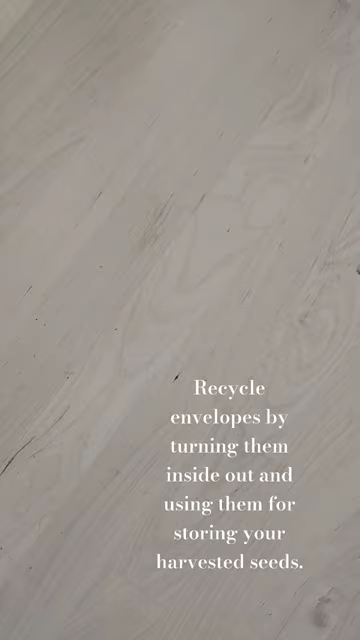 Recycle
envelopes by
turning them
inside out and
using them for
storing your
harvested seeds.